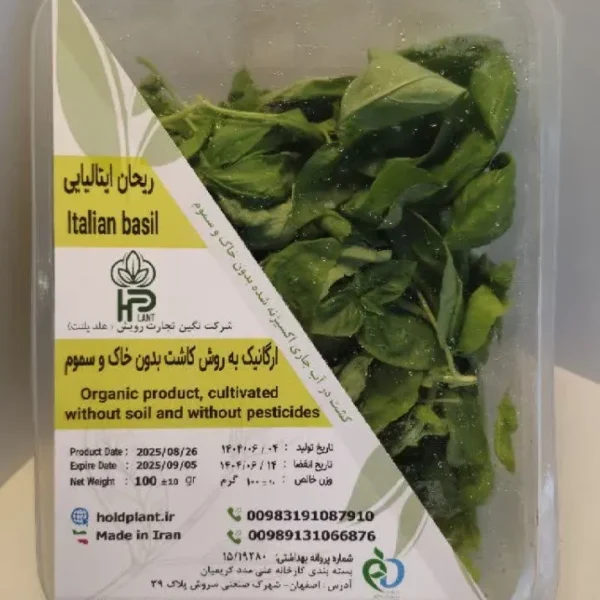 ریحان ایتالیایی
Italian basil
HP
PLANT
شرکت نگین تجارت رویش (هلد پلنت)
ارگانیک به روش کاشت بدون خاک و سموم
Organic product, cultivated
without soil and without pesticides
کشت در آب جاری اکسیژنه شده بدون خاک و سموم
Product Date : 2025/08/26 تاریخ تولید : ۱۴۰۴/۰۶/۰۴
Expire Date : 2025/09/05 تاریخ انقضا : ۱۴۰۴/۰۶/۱۴
Net Weight : 100 ±10 gr وزن خالص : ۱۰۰±۱۰ گرم
holdplant.ir 00983191087910
Made in Iran 00989131066876
شماره پروانه بهداشتی: ۱۵/۱۹۲۸۰
بسته بندی کارخانه علی مدد کریمیان
آدرس : اصفهان- شهرک صنعتی سروش پلاک ۳۹